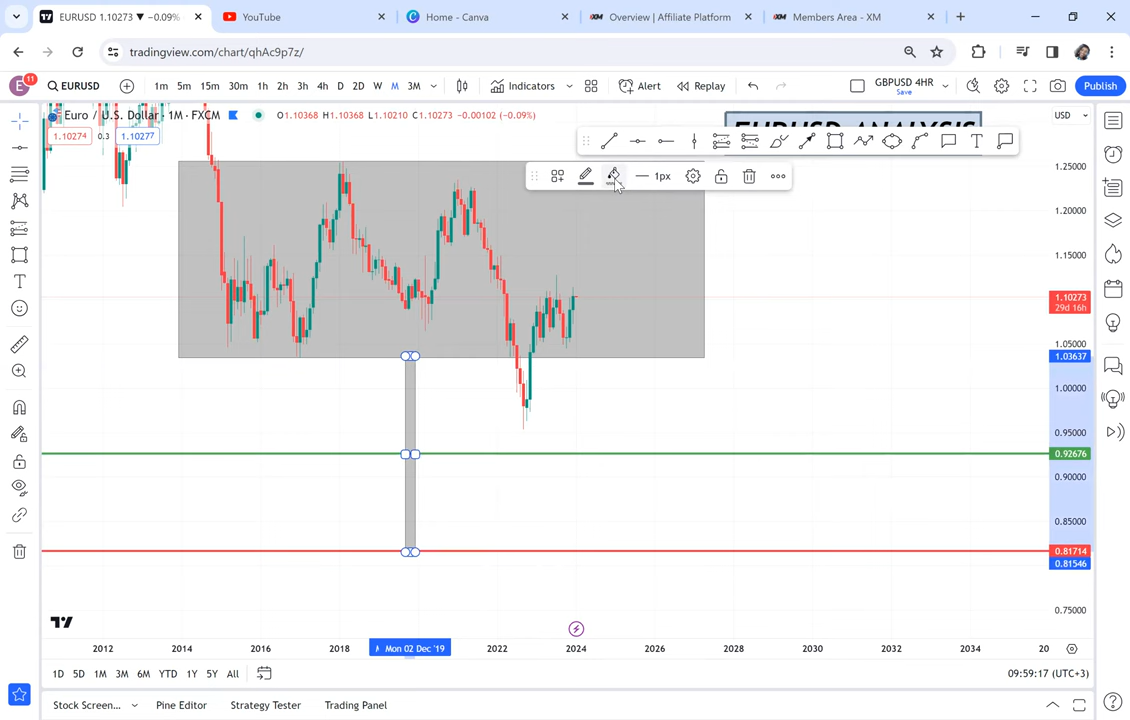 EURUSD 1.10273 ▼ −0.09%
YouTube
Home - Canva
Overview | Affiliate Platform
Members Area - XM
tradingview.com/chart/qhAc9p7z/
E 11 EURUSD 1m 5m 15m 30m 1h 2h 3h 4h D 2D W M 3M Indicators Alert Replay GBPUSD 4HR Save Publish
Euro / U.S. Dollar · 1M · FXCM O1.10368 H1.10368 L1.10210 C1.10273 −0.00102 (−0.09%)
USD
EURUSD ANALYSIS
1.10274 0.3 1.10277
1px
1.25000
1.20000
1.15000
1.10273
29d 16h
1.05000
1.03637
1.00000
0.95000
0.92676
0.90000
0.85000
0.81714
0.81546
0.75000
2012 2014 2016 2018 Mon 02 Dec '19 2022 2024 2026 2028 2030 2032 2034 20
1D 5D 1M 3M 6M YTD 1Y 5Y All 09:59:17 (UTC+3)
Stock Screen... Pine Editor Strategy Tester Trading Panel